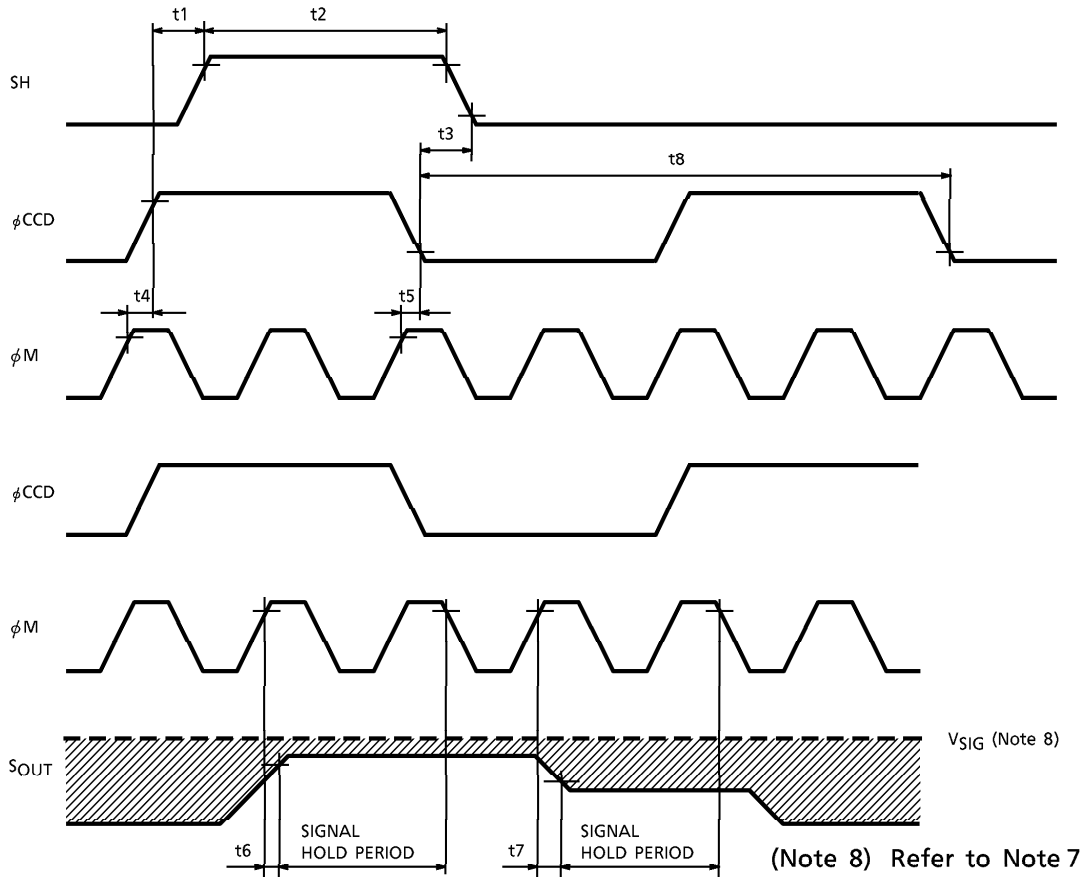 t1
t2
SH
t3
t8
ϕCCD
t4
t5
ϕM
ϕCCD
ϕM
VSIG (Note 8)
SOUT
SIGNAL
HOLD PERIOD
SIGNAL
HOLD PERIOD
t6
t7
(Note 8) Refer to Note 7